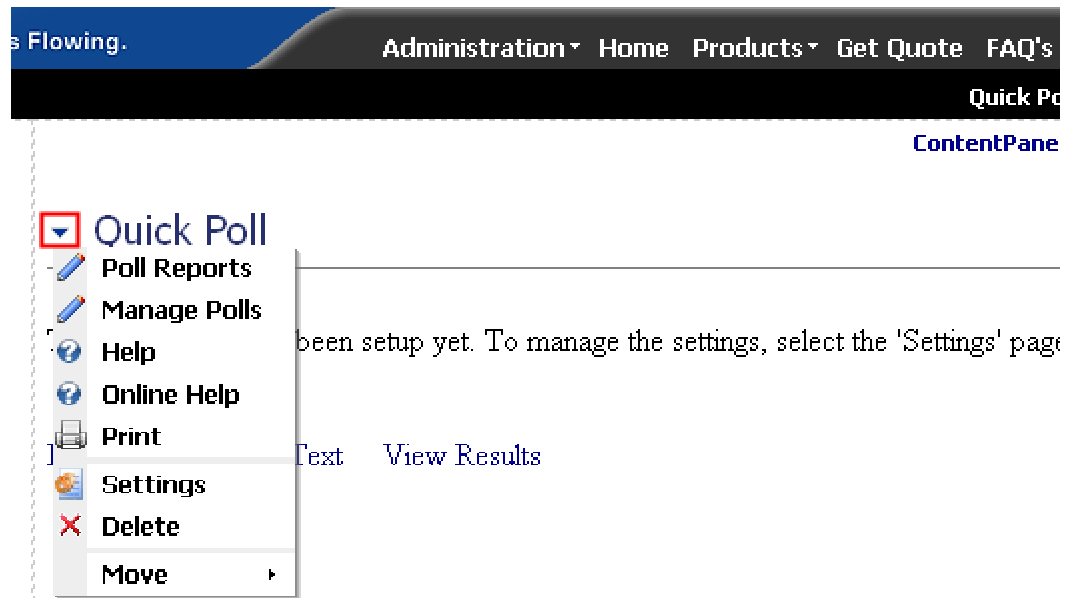 s Flowing.
Administration Home Products Get Quote FAQ's
Quick Po
ContentPane
Quick Poll
Poll Reports
Manage Polls
been setup yet. To manage the settings, select the 'Settings' page
Help
Online Help
Print
Text View Results
Settings
Delete
Move